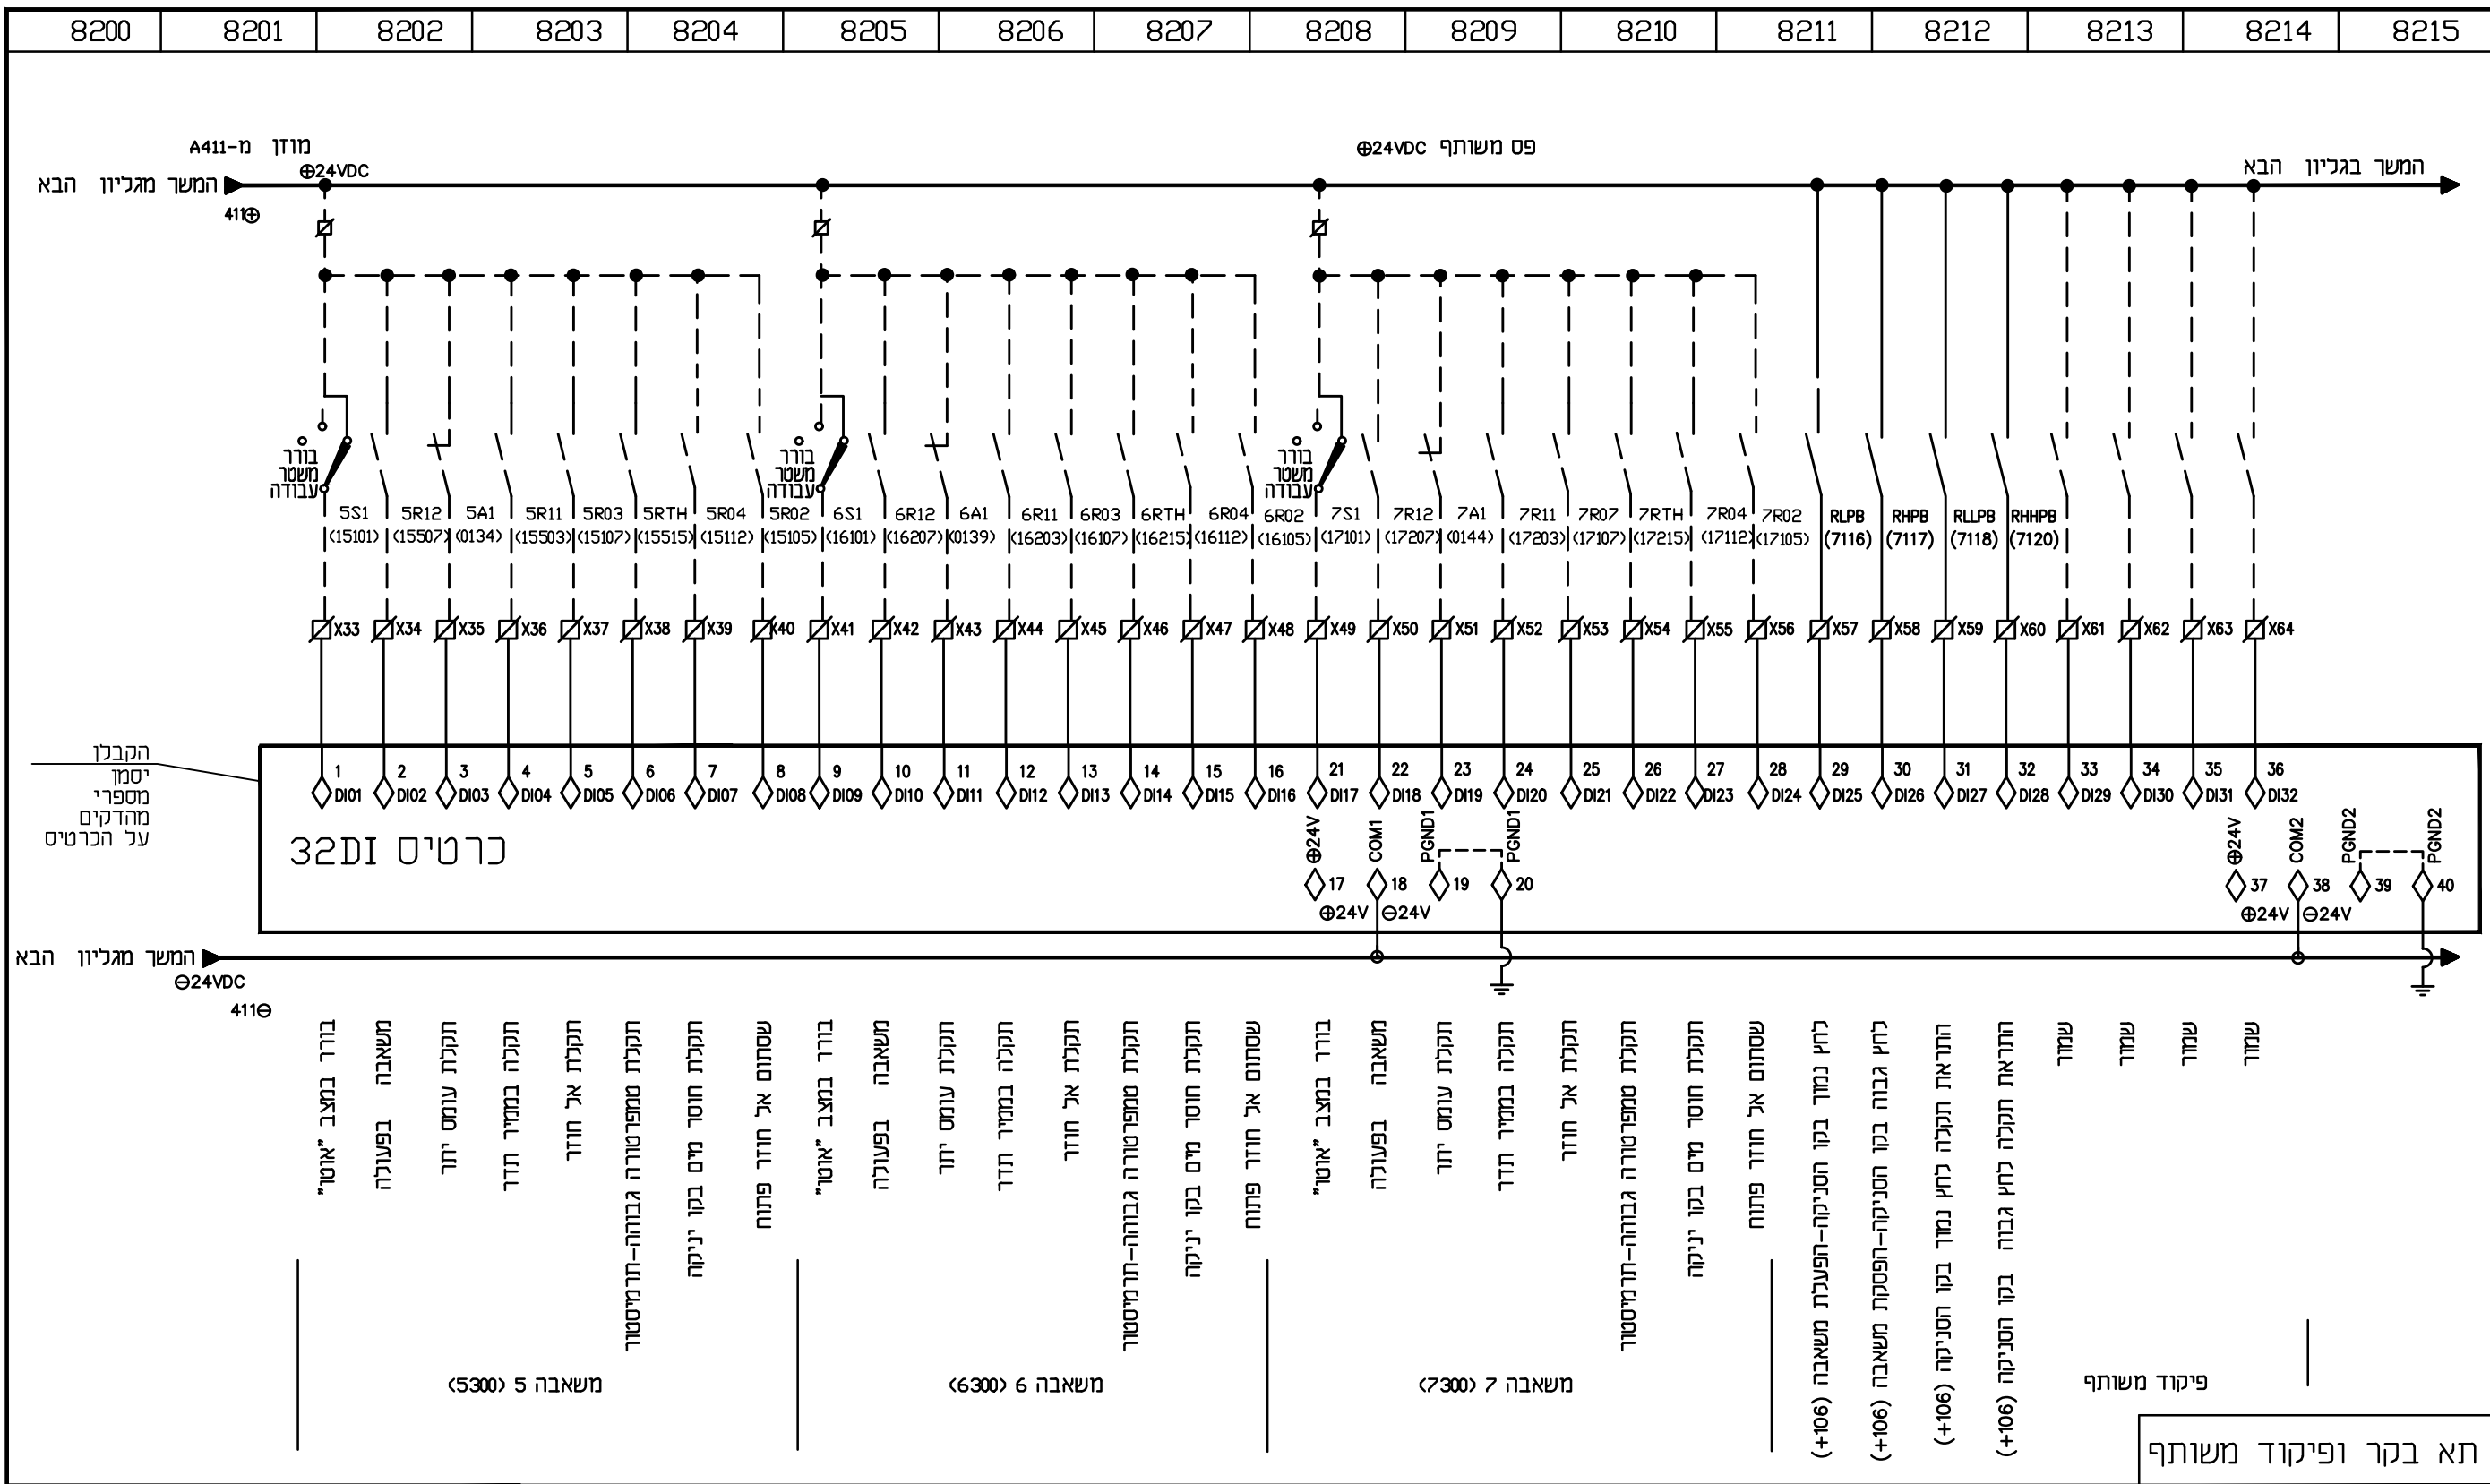 8200 8201 8202 8203 8204 8205 8206 8207 8208 8209 8210 8211 8212 8213 8214 8215
מוזן מ-A411
⊕24VDC
פס משותף ⊕24VDC
המשך מגליון הבא
המשך בגליון הבא
411⊕
בורר
משטר
עבודה
בורר
משטר
עבודה
בורר
משטר
עבודה
5S1 5R12 5A1 5R11 5R03 5RTH 5R04 5R02 6S1 6R12 6A1 6R11 6R03 6RTH 6R04 6R02 7S1 7R12 7A1 7R11 7R07 7RTH 7R04 7R02 RLPB RHPB RLLPB RHHPB
(15101) (15507) (0134) (15503) (15107) (15515) (15112) (15105) (16101) (16207) (0139) (16203) (16107) (16215) (16112) (16105) (17101) (17207) (0144) (17203) (17107) (17215) (17112) (17105) (7116) (7117) (7118) (7120)
X33 X34 X35 X36 X37 X38 X39 X40 X41 X42 X43 X44 X45 X46 X47 X48 X49 X50 X51 X52 X53 X54 X55 X56 X57 X58 X59 X60 X61 X62 X63 X64
הקבלן
יסמן
מספרי
מהדקים
על הכרטיס
1 2 3 4 5 6 7 8 9 10 11 12 13 14 15 16 21 22 23 24 25 26 27 28 29 30 31 32 33 34 35 36
DI01 DI02 DI03 DI04 DI05 DI06 DI07 DI08 DI09 DI10 DI11 DI12 DI13 DI14 DI15 DI16 DI17 DI18 DI19 DI20 DI21 DI22 DI23 DI24 DI25 DI26 DI27 DI28 DI29 DI30 DI31 DI32
כרטיס 32DI
⊕24V COM1 PGND1 PGND1 ⊕24V COM2 PGND2 PGND2
17 18 19 20 37 38 39 40
⊕24V ⊖24V ⊕24V ⊖24V
המשך מגליון הבא
⊖24VDC
411⊖
בורר במצב "אוטו"
משאבה בפעולה
תקלת עומס יתר
תקלה בממיר תדר
תקלת אל חוזר
תקלת טמפרטורה גבוהה-תרמיסטור
תקלת חוסר מים בקו יניקה
שסתום אל חוזר פתוח
בורר במצב "אוטו"
משאבה בפעולה
תקלת עומס יתר
תקלה בממיר תדר
תקלת אל חוזר
תקלת טמפרטורה גבוהה-תרמיסטור
תקלת חוסר מים בקו יניקה
שסתום אל חוזר פתוח
בורר במצב "אוטו"
משאבה בפעולה
תקלת עומס יתר
תקלה בממיר תדר
תקלת אל חוזר
תקלת טמפרטורה גבוהה-תרמיסטור
תקלת חוסר מים בקו יניקה
שסתום אל חוזר פתוח
לחץ נמוך בקו הסניקה-הפעלת משאבה (106+)
לחץ גבוה בקו הסניקה-הפסקת משאבה (106+)
התראת תקלה לחץ נמוך בקו הסניקה (106+)
התראת תקלה לחץ גבוה בקו הסניקה (106+)
שמור
שמור
שמור
שמור
משאבה 5 (5300)
משאבה 6 (6300)
משאבה 7 (7300)
פיקוד משותף
תא בקר ופיקוד משותף